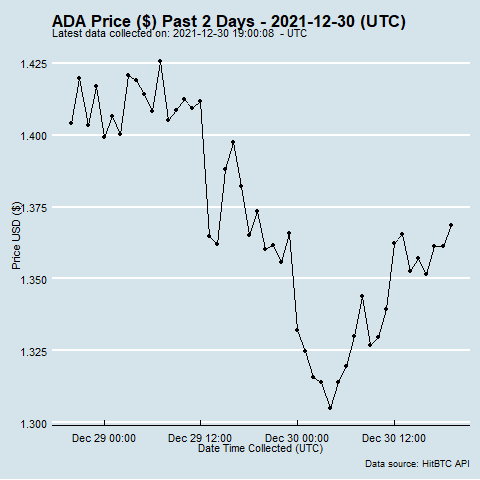 ADA Price ($) Past 2 Days - 2021-12-30 (UTC)
Latest data collected on: 2021-12-30 19:00:08 - UTC
1.425
1.400
1.375
1.350
1.325
1.300
Price USD ($)
Dec 29 00:00 Dec 29 12:00 Dec 30 00:00 Dec 30 12:00
Date Time Collected (UTC)
Data source: HitBTC API